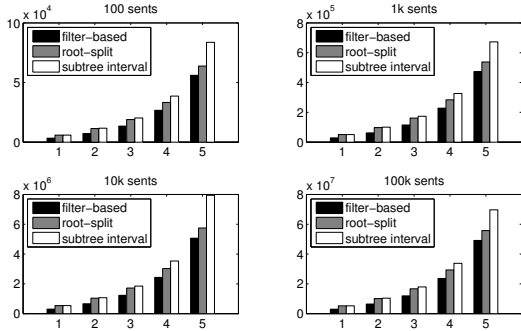 100 sents
x 10^4
10
5
0
filter−based
root−split
subtree interval
1 2 3 4 5
1k sents
x 10^5
8
6
4
2
0
filter−based
root−split
subtree interval
1 2 3 4 5
10k sents
x 10^6
8
6
4
2
0
filter−based
root−split
subtree interval
1 2 3 4 5
100k sents
x 10^7
8
6
4
2
0
filter−based
root−split
subtree interval
1 2 3 4 5